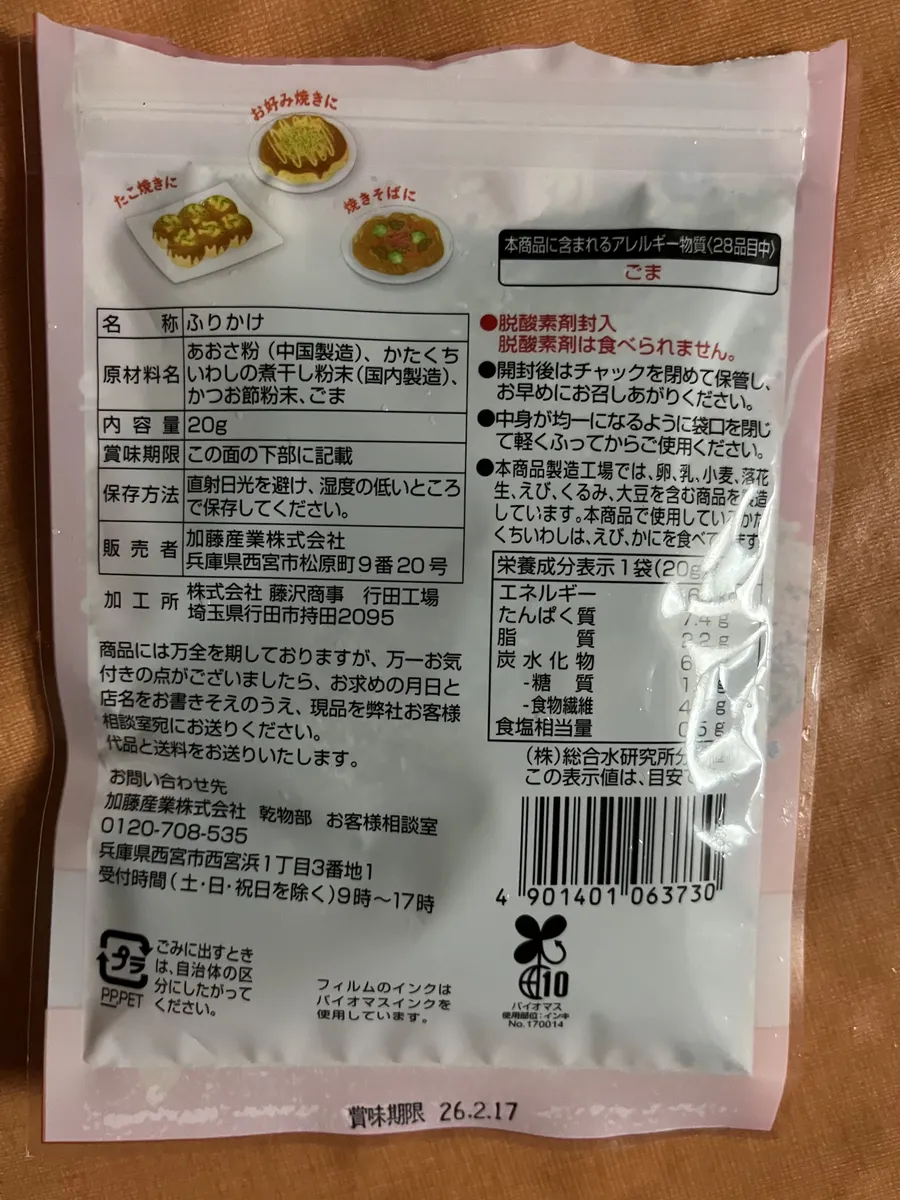 お好み焼きに
たこ焼きに
焼きそばに
本商品に含まれるアレルギー物質〈28品目中〉
ごま
名称 ふりかけ
原材料名 あおさ粉（中国製造）、かたくち
いわしの煮干し粉末（国内製造）、
かつお節粉末、ごま
内容量 20g
賞味期限 この面の下部に記載
保存方法 直射日光を避け、湿度の低いところ
で保存してください。
販売者 加藤産業株式会社
兵庫県西宮市松原町9番20号
加工所 株式会社 藤沢商事 行田工場
埼玉県行田市持田2095
商品には万全を期しておりますが、万一お気
付きの点がございましたら、お求めの月日と
店名をお書きそえのうえ、現品を弊社お客様
相談室宛にお送りください。
代品と送料をお送りいたします。
お問い合わせ先
加藤産業株式会社 乾物部 お客様相談室
0120-708-535
兵庫県西宮市西宮浜1丁目3番地1
受付時間（土・日・祝日を除く）9時～17時
●脱酸素剤封入
脱酸素剤は食べられません。
●開封後はチャックを閉めて保管し、
お早めにお召しあがりください。
●中身が均一になるように袋口を閉じ
て軽くふってからご使用ください。
●本商品製造工場では、卵、乳、小麦、落花
生、えび、くるみ、大豆を含む商品を製造
しています。本商品で使用している かた
くちいわしは、えび、かにを食べて ます
栄養成分表示1袋(20g
エネルギー
たんぱく質 7.4g
脂質 2.2g
炭水化物
-糖質
-食物繊維
食塩相当量 0.5g
(株)総合水研究所分
この表示値は、目安で
4 901401 063730
プラ
PP,PET
ごみに出すとき
は、自治体の区
分にしたがって
ください。
フィルムのインクは
バイオマスインクを
使用しています。
10
バイオマス
使用部位：インキ
No.170014
賞味期限 26.2.17